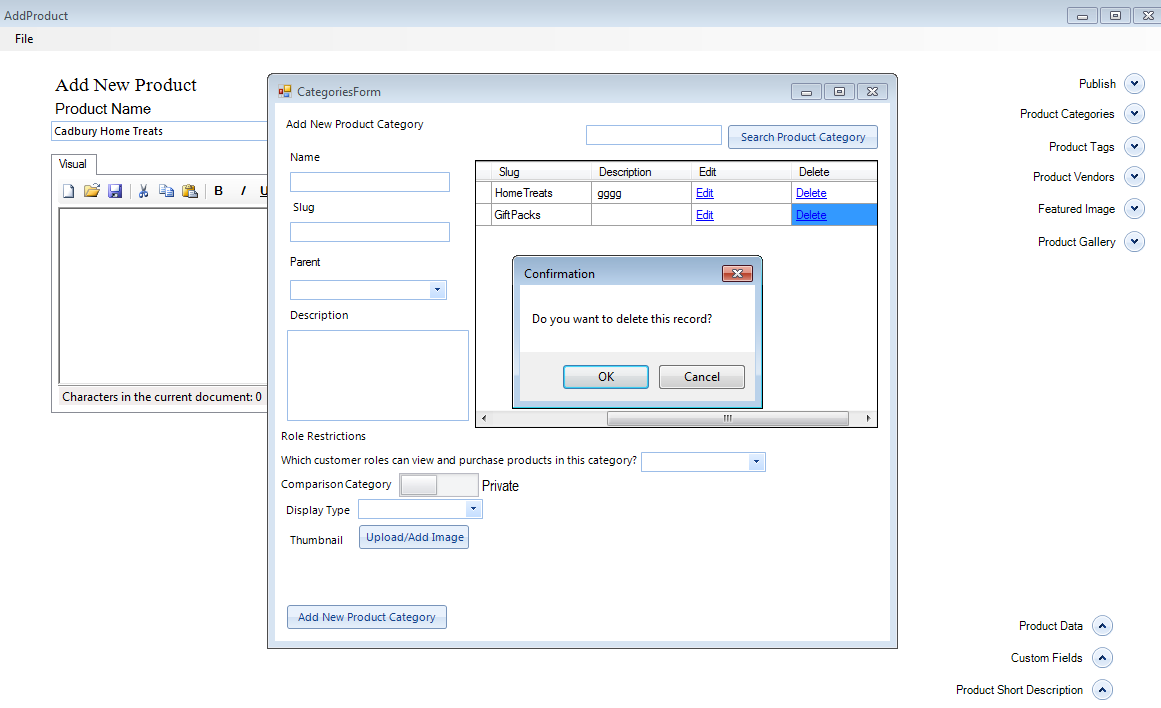 AddProduct
File
Add New Product
Product Name
Cadbury Home Treats
Visual
B I U
Characters in the current document: 0
CategoriesForm
Add New Product Category
Search Product Category
Name
Slug
Parent
Description
Slug Description Edit Delete
HomeTreats gggg Edit Delete
GiftPacks Edit Delete
Confirmation
Do you want to delete this record?
OK Cancel
Role Restrictions
Which customer roles can view and purchase products in this category?
Comparison Category Private
Display Type
Thumbnail Upload/Add Image
Add New Product Category
Publish
Product Categories
Product Tags
Product Vendors
Featured Image
Product Gallery
Product Data
Custom Fields
Product Short Description